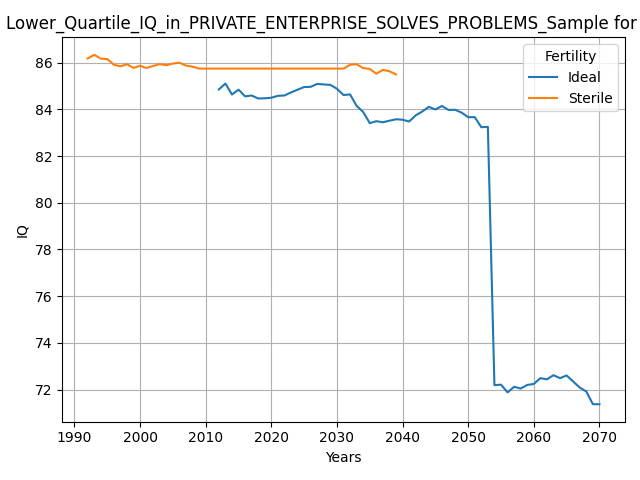 Lower_Quartile_IQ_in_PRIVATE_ENTERPRISE_SOLVES_PROBLEMS_Sample for
Fertility
Ideal
Sterile
86
84
82
80
78
76
74
72
IQ
1990 2000 2010 2020 2030 2040 2050 2060 2070
Years